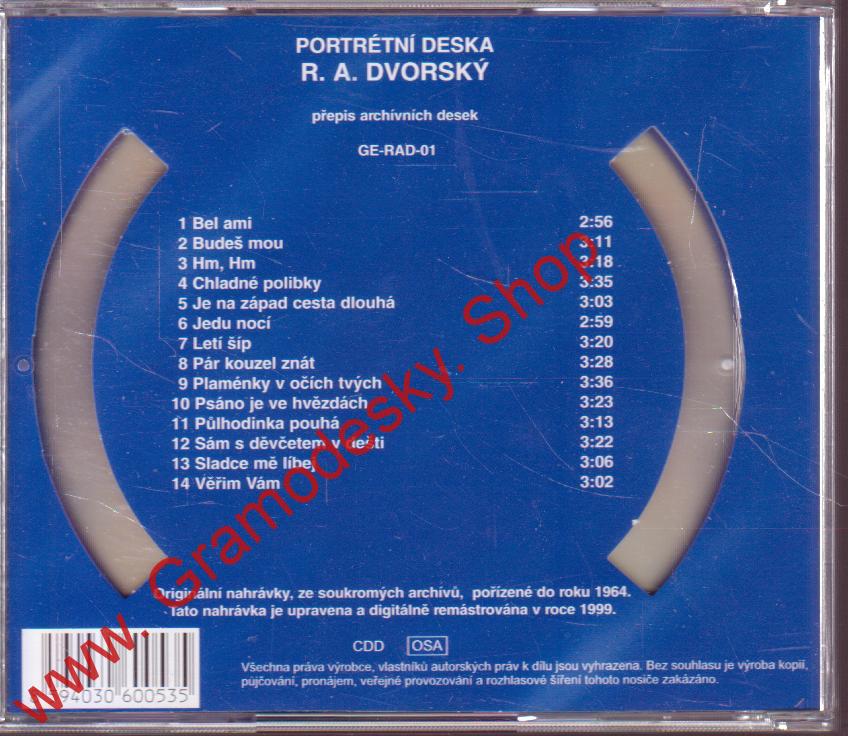 PORTRÉTNÍ DESKA
R. A. DVORSKÝ
přepis archívních desek
GE-RAD-01
1 Bel ami 2:56
2 Budeš mou 3:11
3 Hm, Hm 3:18
4 Chladné polibky 3:35
5 Je na západ cesta dlouhá 3:03
6 Jedu nocí 2:59
7 Letí šíp 3:20
8 Pár kouzel znát 3:28
9 Plaménky v očích tvých 3:36
10 Psáno je ve hvězdách 3:23
11 Půlhodinka pouhá 3:13
12 Sám s děvčetem v dešti 3:22
13 Sladce mě líbej 3:06
14 Věřim Vám 3:02
Originální nahrávky, ze soukromých archívů, pořízené do roku 1964.
Tato nahrávka je upravena a digitálně remástrována v roce 1999.
CDD OSA
Všechna práva výrobce, vlastníků autorských práv k dílu jsou vyhrazena. Bez souhlasu je výroba kopií,
půjčování, pronájem, veřejné provozování a rozhlasové šíření tohoto nosiče zakázáno.
594030 600535
www. Gramodesky. Shop